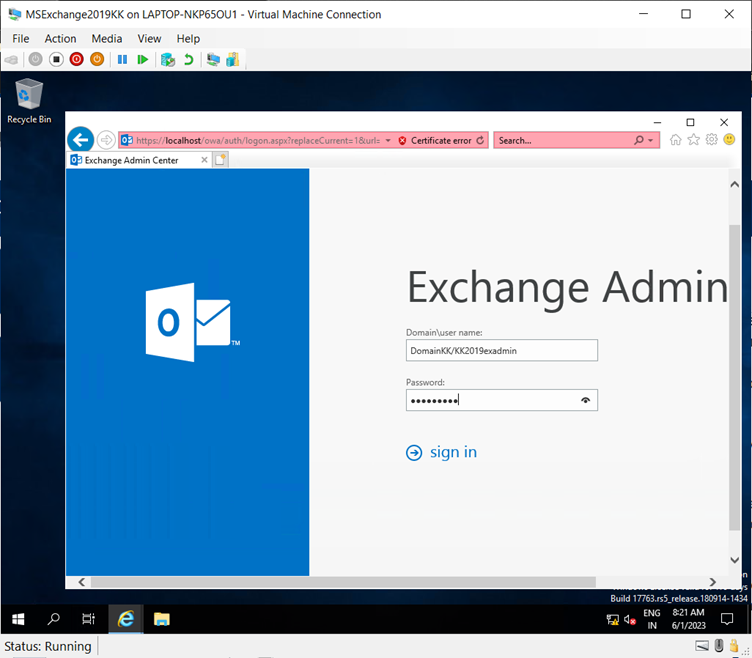 MSExchange2019KK on LAPTOP-NKP65OU1 - Virtual Machine Connection
File Action Media View Help
Recycle Bin
https://localhost/owa/auth/logon.aspx?replaceCurrent=1&url= Certificate error Search...
Exchange Admin Center
Exchange Admin
Domain\user name:
DomainKK/KK2019exadmin
Password:
sign in
O
TM
Build 17763.rs5_release.180914-1434
ENG 8:21 AM
IN 6/1/2023
Status: Running